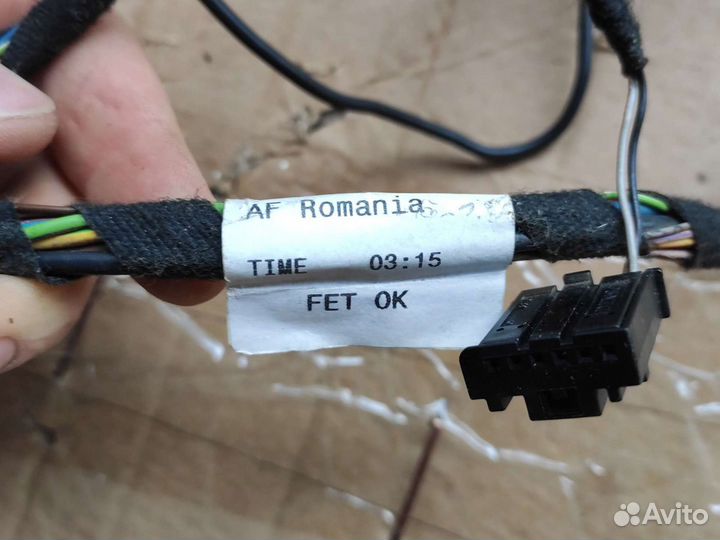 AF Romania
TIME 03:15
FET OK
Avito